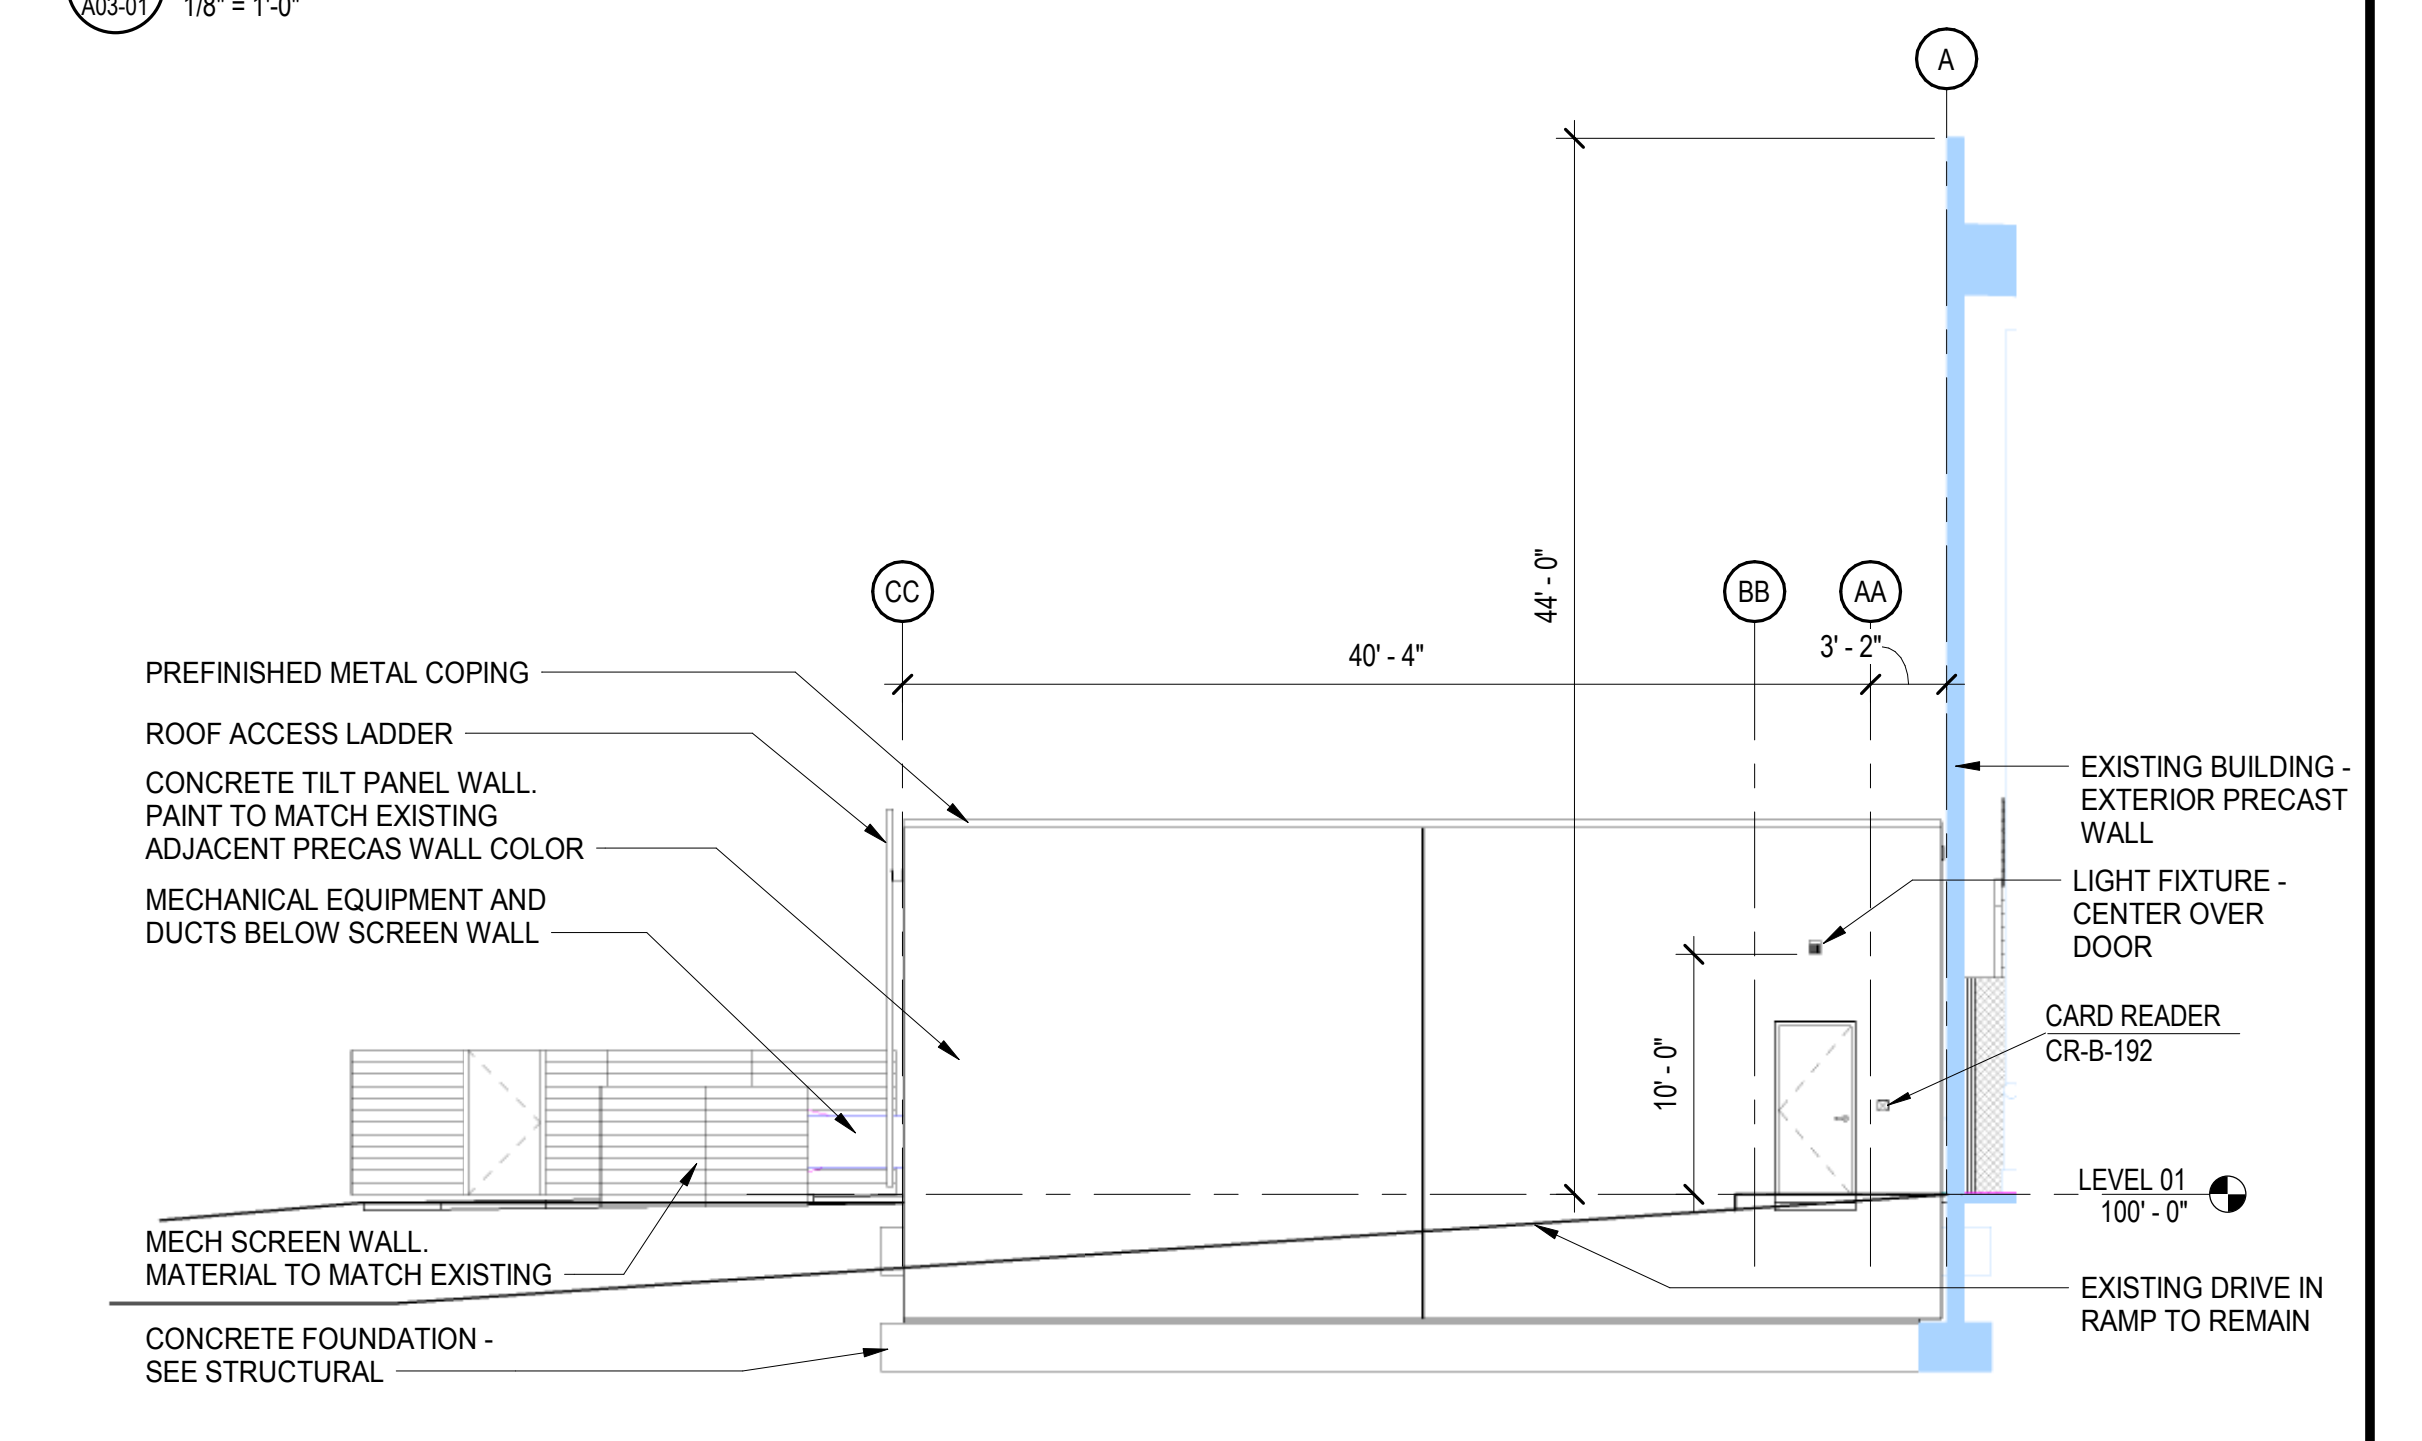 A03-01
1/8" = 1'-0"
A
44' - 0"
CC
BB
AA
40' - 4"
3' - 2"
PREFINISHED METAL COPING
ROOF ACCESS LADDER
CONCRETE TILT PANEL WALL.
PAINT TO MATCH EXISTING
ADJACENT PRECAS WALL COLOR
MECHANICAL EQUIPMENT AND
DUCTS BELOW SCREEN WALL
EXISTING BUILDING -
EXTERIOR PRECAST
WALL
LIGHT FIXTURE -
CENTER OVER
DOOR
CARD READER
CR-B-192
10' - 0"
LEVEL 01
100' - 0"
MECH SCREEN WALL.
MATERIAL TO MATCH EXISTING
EXISTING DRIVE IN
RAMP TO REMAIN
CONCRETE FOUNDATION -
SEE STRUCTURAL